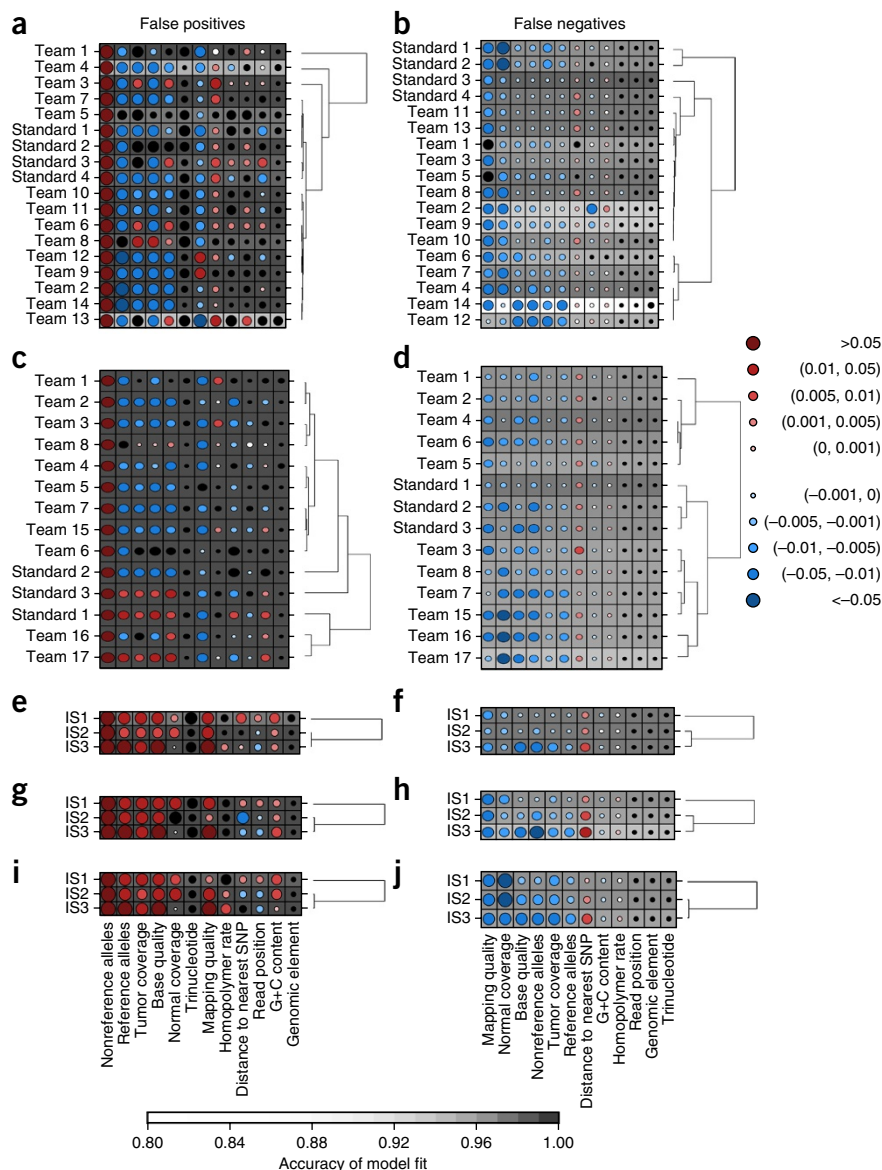 a
False positives
Team 1
Team 4
Team 3
Team 7
Team 5
Standard 1
Standard 2
Standard 3
Standard 4
Team 10
Team 11
Team 6
Team 8
Team 12
Team 9
Team 2
Team 14
Team 13
b
False negatives
Standard 1
Standard 2
Standard 3
Standard 4
Team 11
Team 13
Team 1
Team 3
Team 5
Team 8
Team 2
Team 9
Team 10
Team 6
Team 7
Team 4
Team 14
Team 12
c
Team 1
Team 2
Team 3
Team 8
Team 4
Team 5
Team 7
Team 15
Team 6
Standard 2
Standard 3
Standard 1
Team 16
Team 17
d
Team 1
Team 2
Team 4
Team 6
Team 5
Standard 1
Standard 2
Standard 3
Team 3
Team 8
Team 7
Team 15
Team 16
Team 17
>0.05
(0.01, 0.05)
(0.005, 0.01)
(0.001, 0.005)
(0, 0.001)
(−0.001, 0)
(−0.005, −0.001)
(−0.01, −0.005)
(−0.05, −0.01)
<−0.05
e
IS1
IS2
IS3
f
IS1
IS2
IS3
g
IS1
IS2
IS3
h
IS1
IS2
IS3
i
IS1
IS2
IS3
j
IS1
IS2
IS3
Nonreference alleles
Reference alleles
Tumor coverage
Base quality
Normal coverage
Trinucleotide
Mapping quality
Homopolymer rate
Distance to nearest SNP
Read position
G+C content
Genomic element
Mapping quality
Normal coverage
Base quality
Nonreference alleles
Tumor coverage
Reference alleles
Distance to nearest SNP
G+C content
Homopolymer rate
Read position
Genomic element
Trinucleotide
0.80
0.84
0.88
0.92
0.96
1.00
Accuracy of model fit